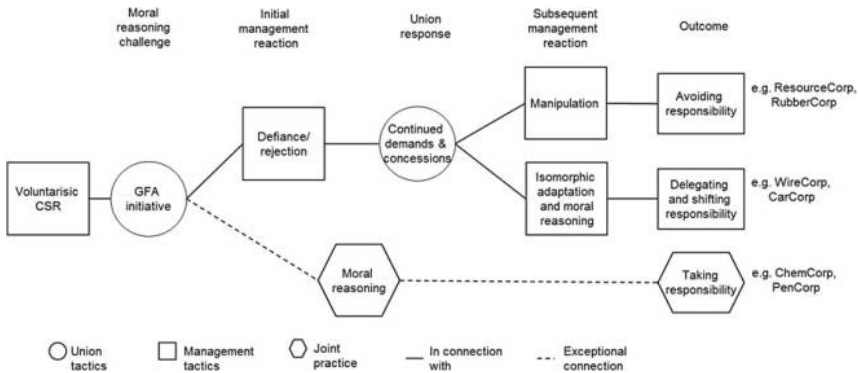 Moral
reasoning
challenge
Initial
management
reaction
Union
response
Subsequent
management
reaction
Outcome
Voluntarisic
CSR
GFA
initiative
Defiance/
rejection
Continued
demands &
concessions
Manipulation
Avoiding
responsibility
e.g. ResourceCorp,
RubberCorp
Isomorphic
adaptation
and moral
reasoning
Delegating
and shifting
responsibility
e.g. WireCorp,
CarCorp
Moral
reasoning
Taking
responsibility
e.g. ChemCorp,
PenCorp
Union
tactics
Management
tactics
Joint
practice
In connection
with
Exceptional
connection